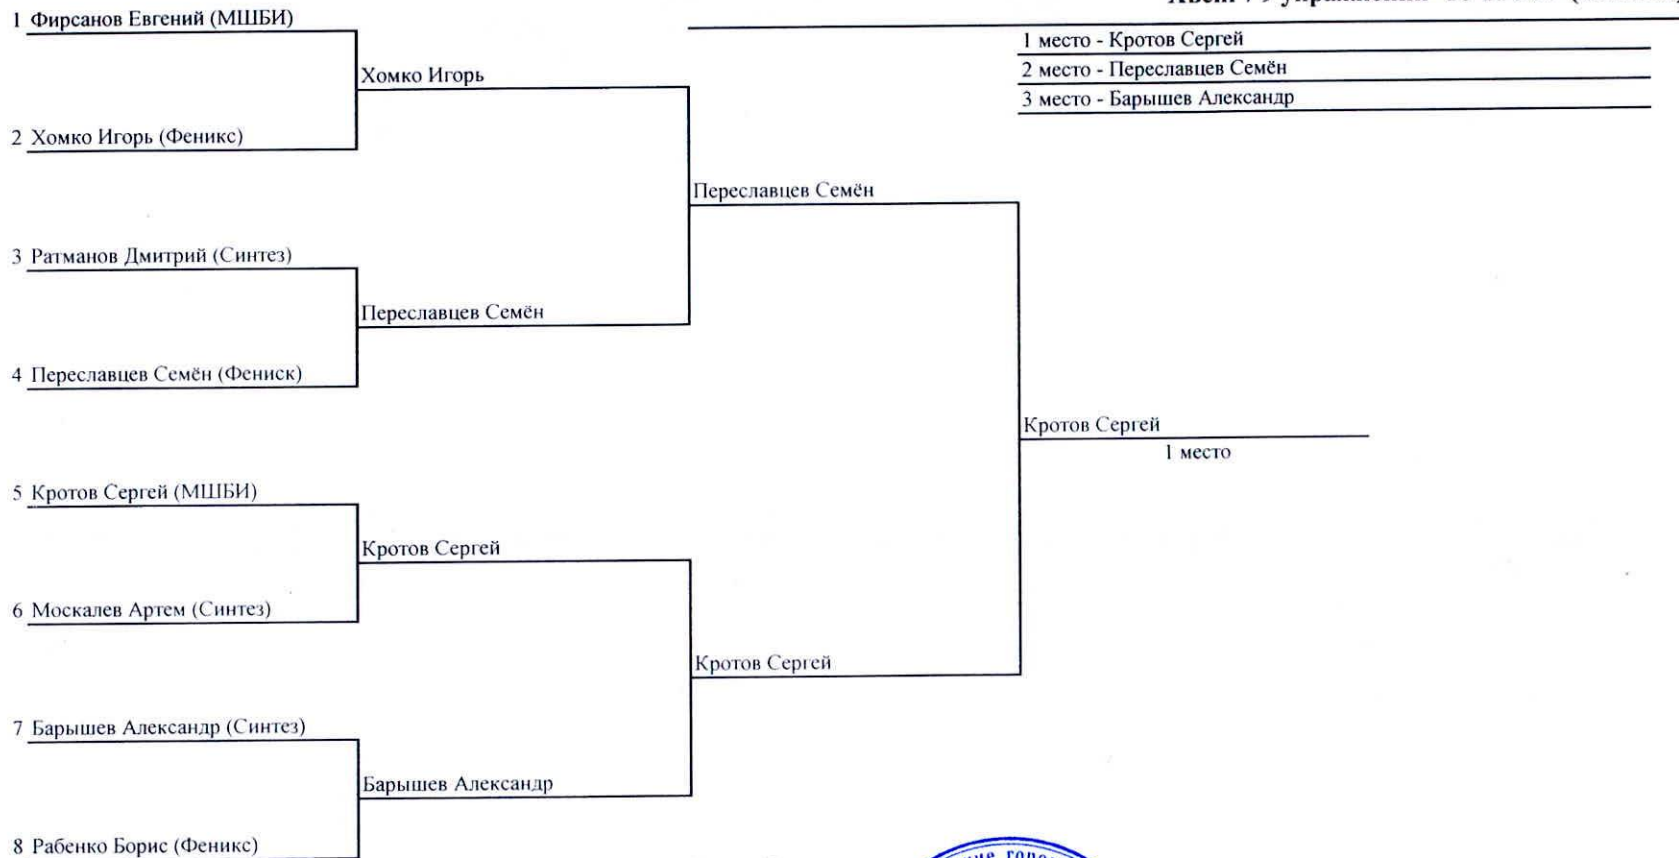 1 Фирсанов Евгений (МШБИ)
1 место - Кротов Сергей
2 место - Переславцев Семён
3 место - Барышев Александр
Хомко Игорь
2 Хомко Игорь (Феникс)
Переславцев Семён
3 Ратманов Дмитрий (Синтез)
Переславцев Семён
4 Переславцев Семён (Фениск)
Кротов Сергей
1 место
5 Кротов Сергей (МШБИ)
Кротов Сергей
6 Москалев Артем (Синтез)
Кротов Сергей
7 Барышев Александр (Синтез)
Барышев Александр
8 Рабенко Борис (Феникс)